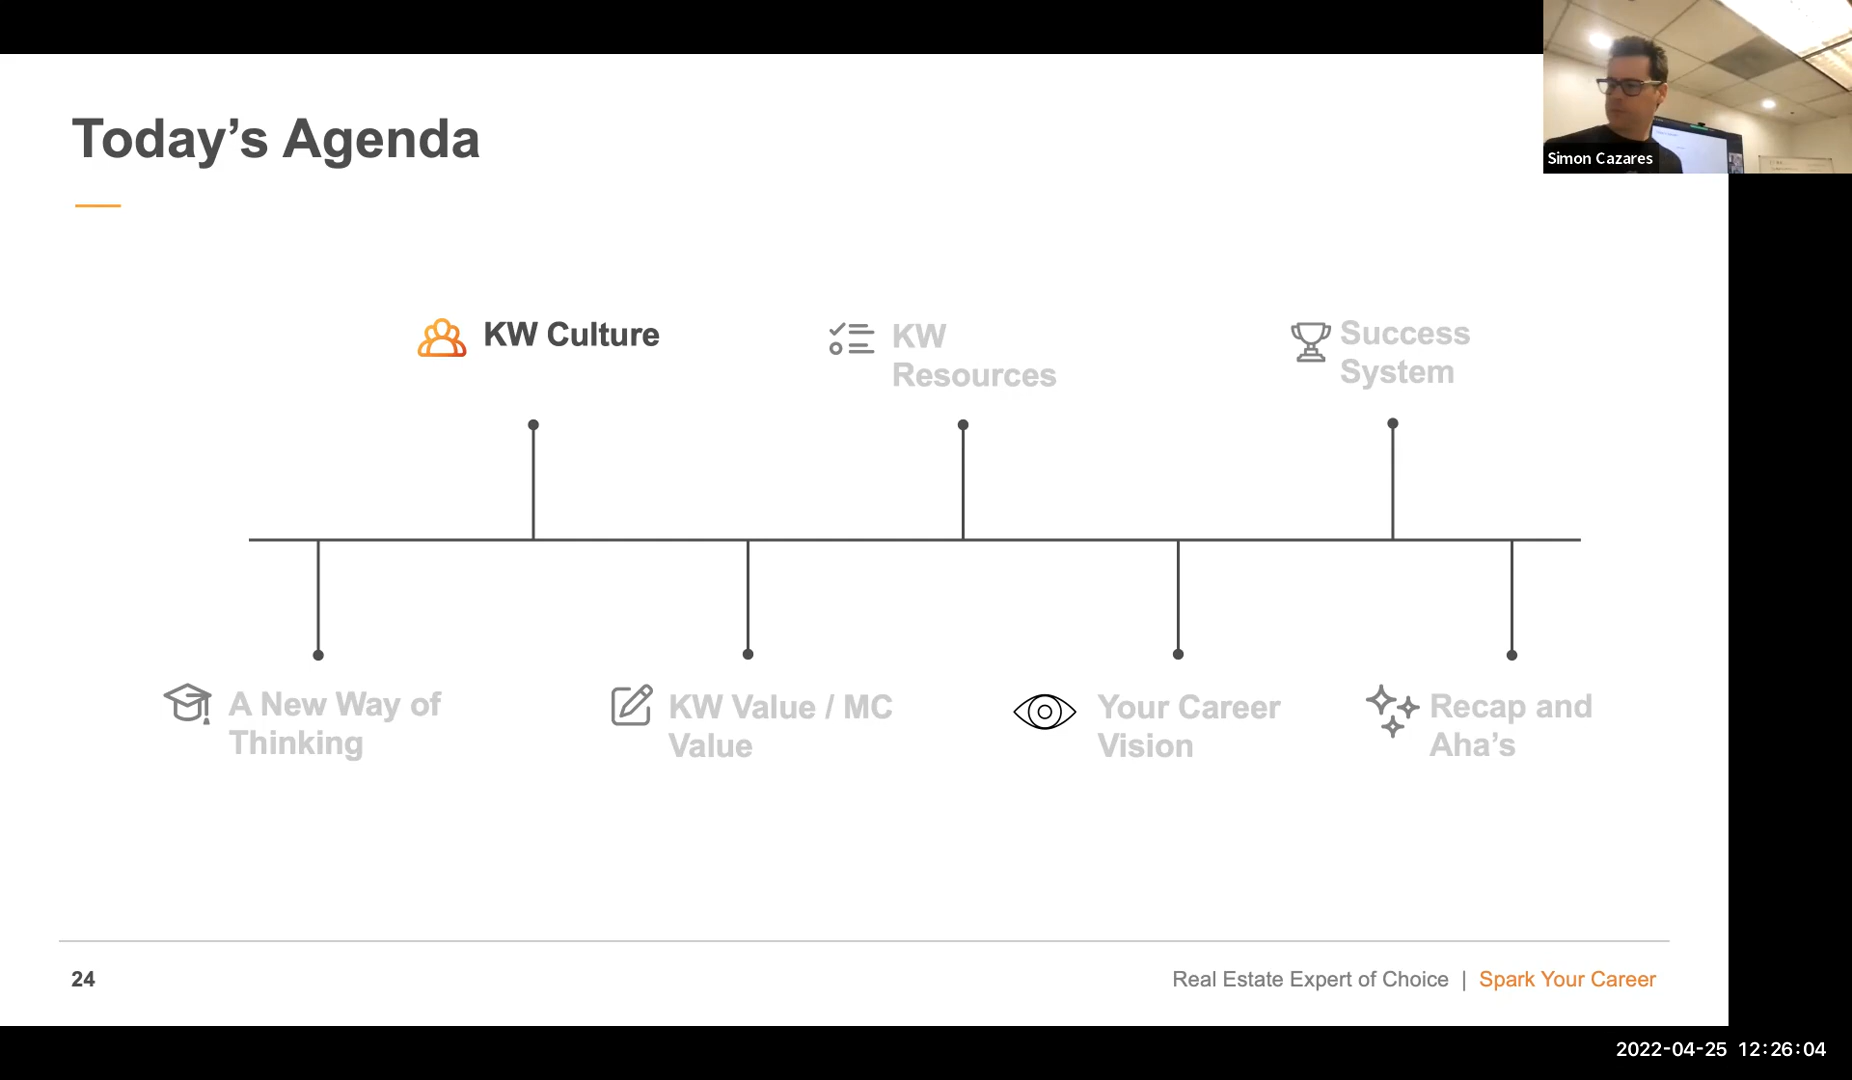 Today’s Agenda
Simon Cazares
KW Culture
KW
Resources
Success
System
A New Way of
Thinking
KW Value / MC
Value
Your Career
Vision
Recap and
Aha’s
24
Real Estate Expert of Choice | Spark Your Career
2022-04-25 12:26:04